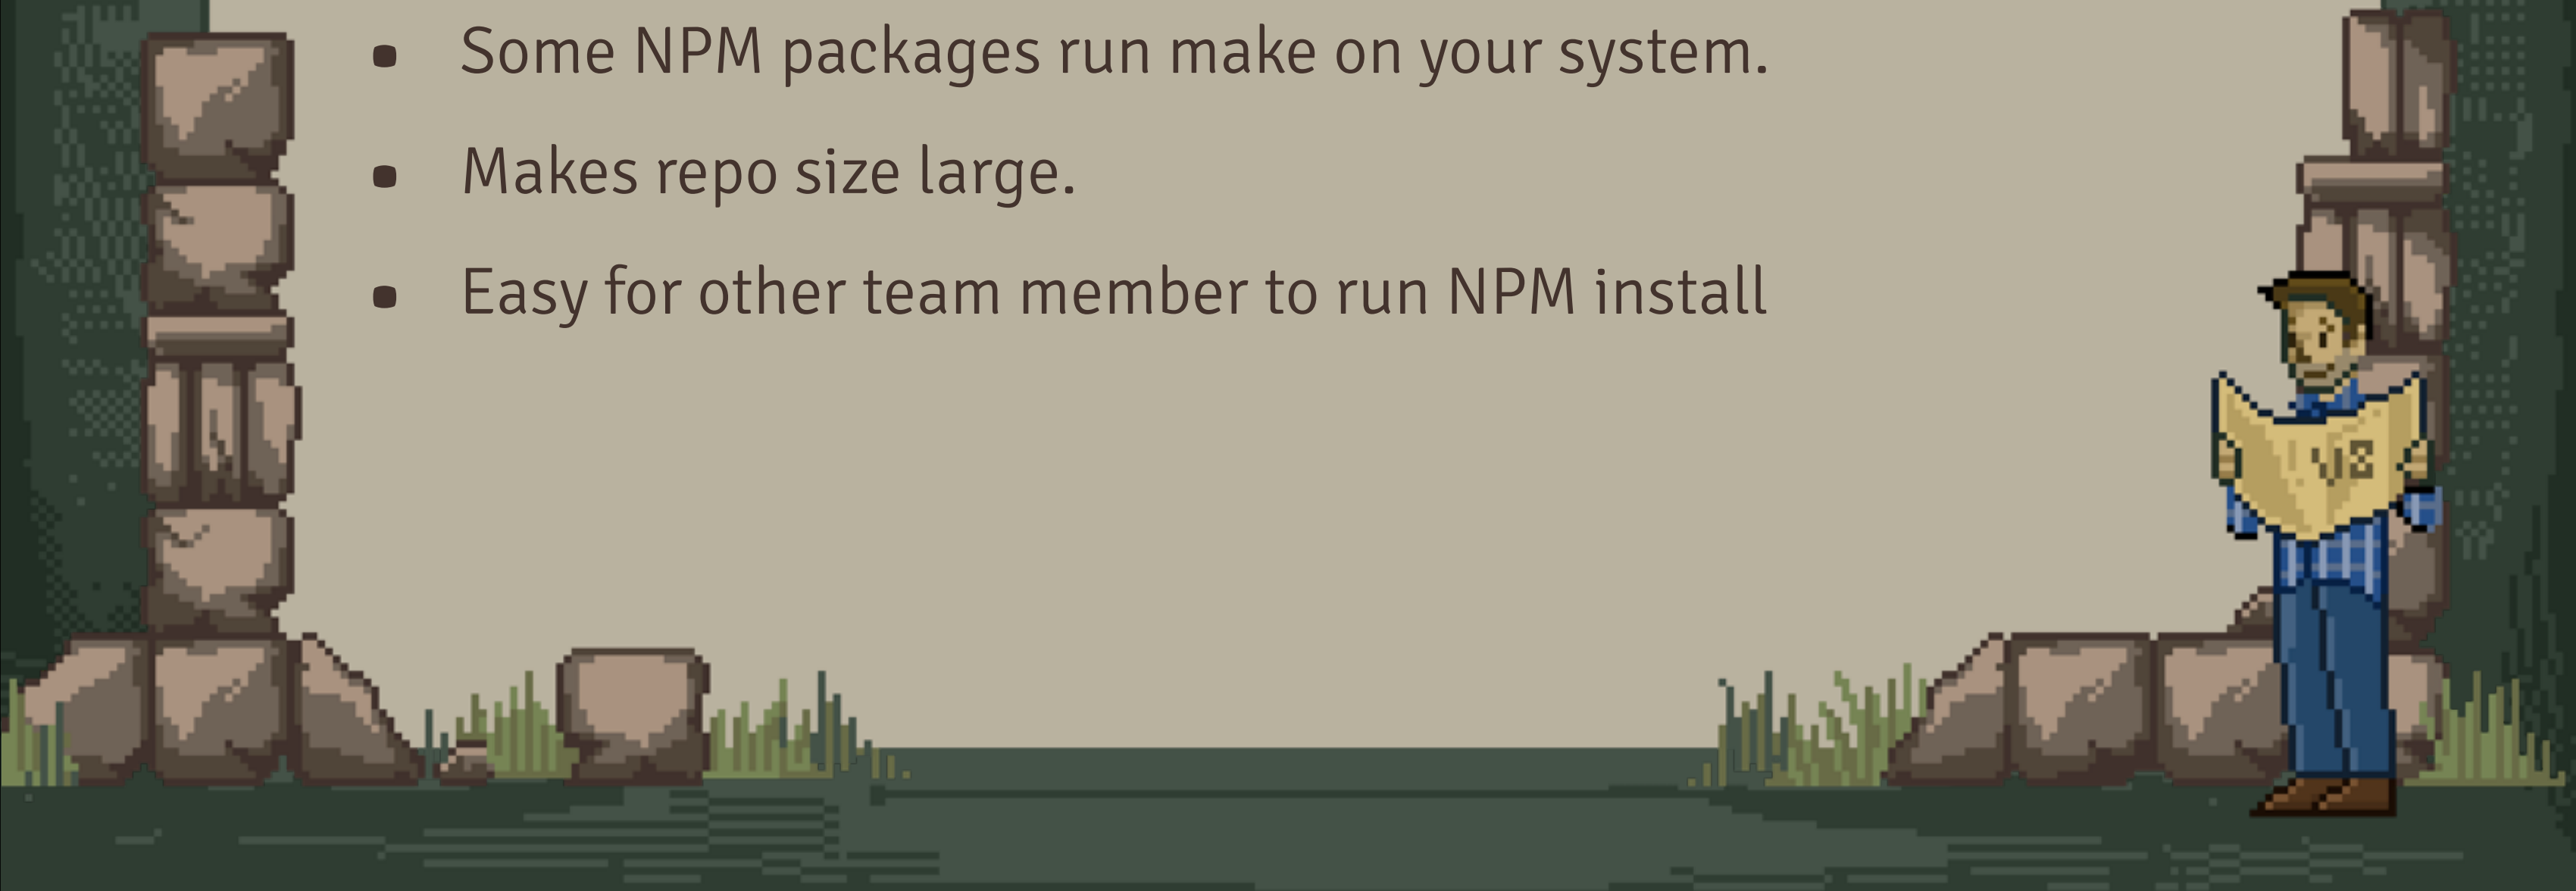 • Some NPM packages run make on your system.
• Makes repo size large.
• Easy for other team member to run NPM install
V8